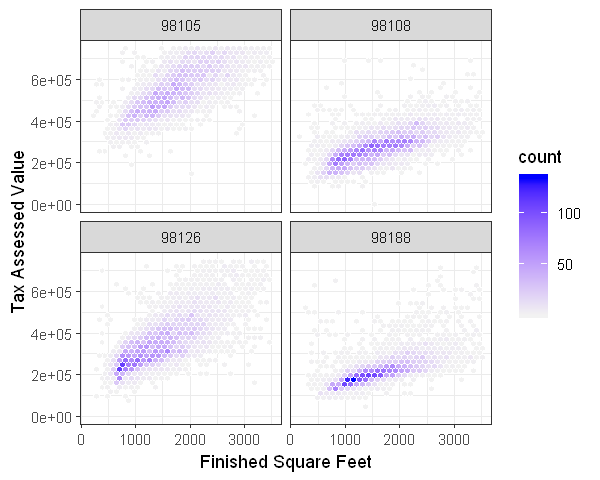 98105
98108
6e+05
4e+05
2e+05
0e+00
98126
98188
6e+05
4e+05
2e+05
0e+00
0
1000
2000
3000
0
1000
2000
3000
Finished Square Feet
Tax Assessed Value
count
100
50